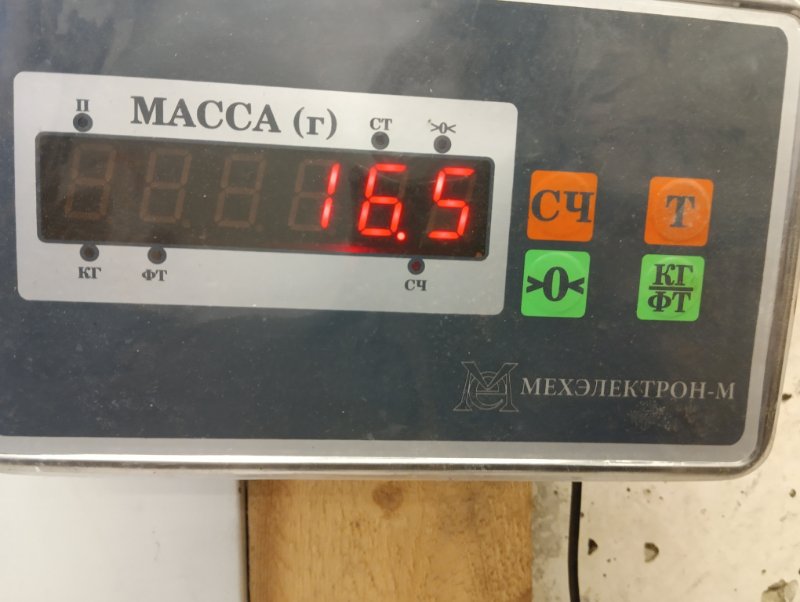 П
МАССА (г)
СТ
>0<
16.5
КГ
ФТ
СЧ
СЧ
Т
>0<
КГ
ФТ
МЕХЭЛЕКТРОН-М